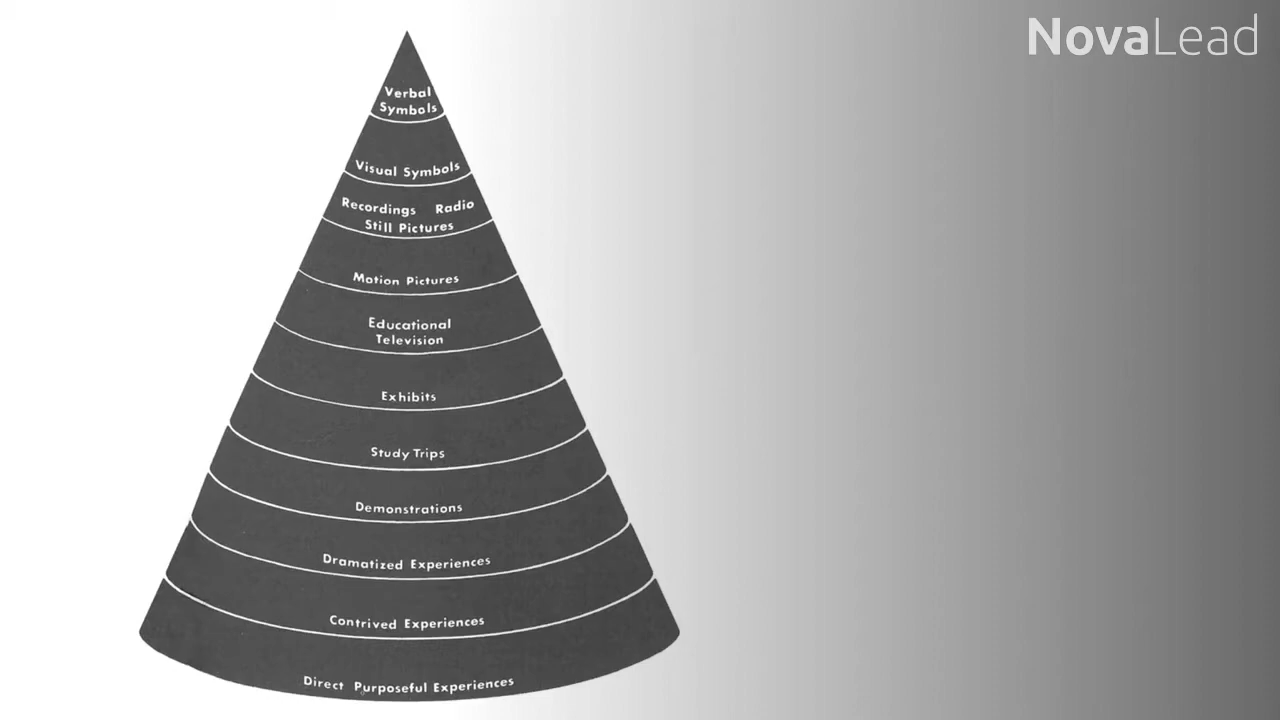 NovaLead
Verbal
Symbols
Visual Symbols
Recordings Radio
Still Pictures
Motion Pictures
Educational
Television
Exhibits
Study Trips
Demonstrations
Dramatized Experiences
Contrived Experiences
Direct Purposeful Experiences